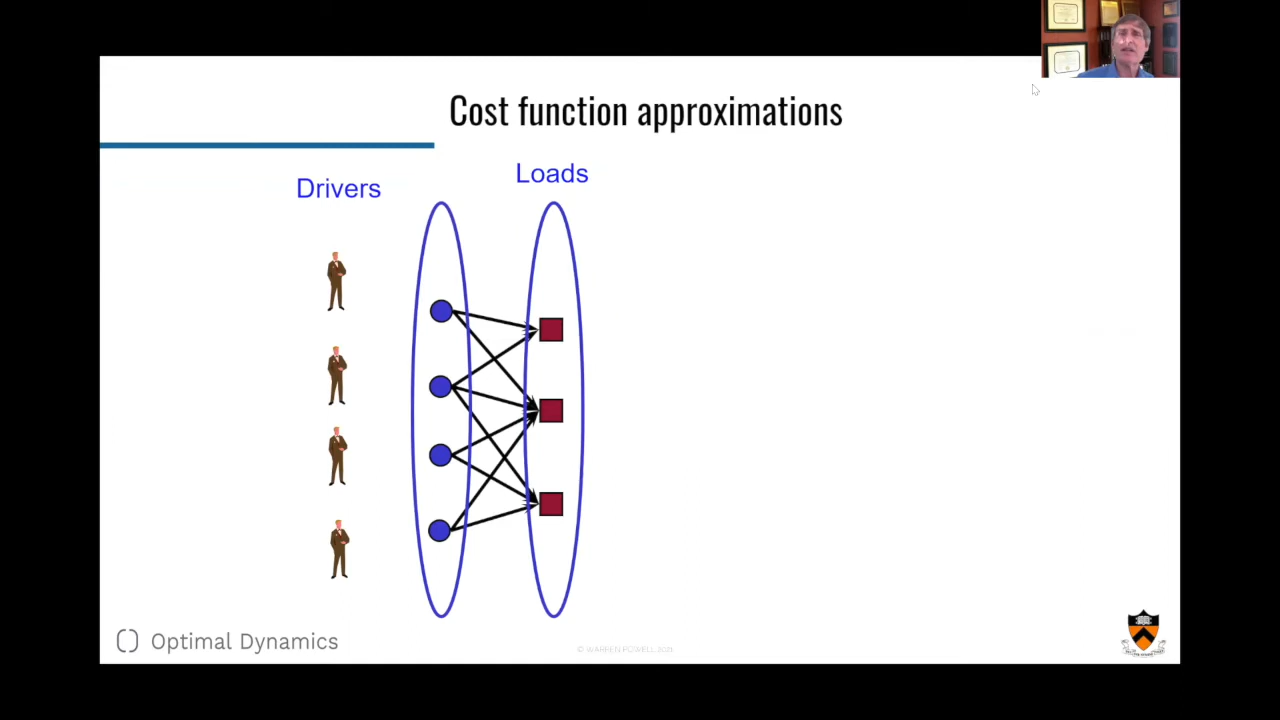 Cost function approximations
Drivers
Loads
Optimal Dynamics
© WARREN POWELL 2021